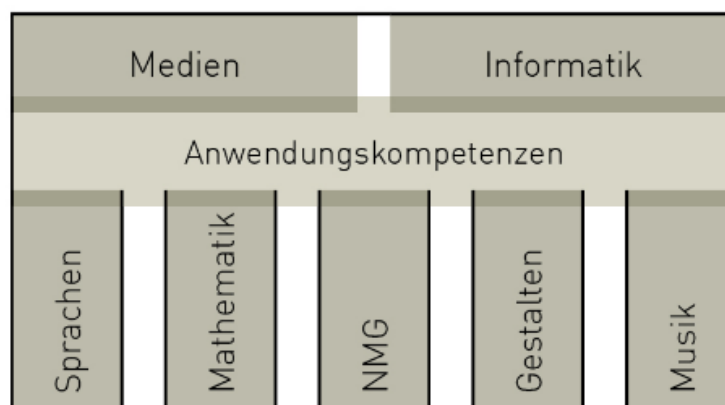 Medien
Informatik
Anwendungskompetenzen
Sprachen
Mathematik
NMG
Gestalten
Musik